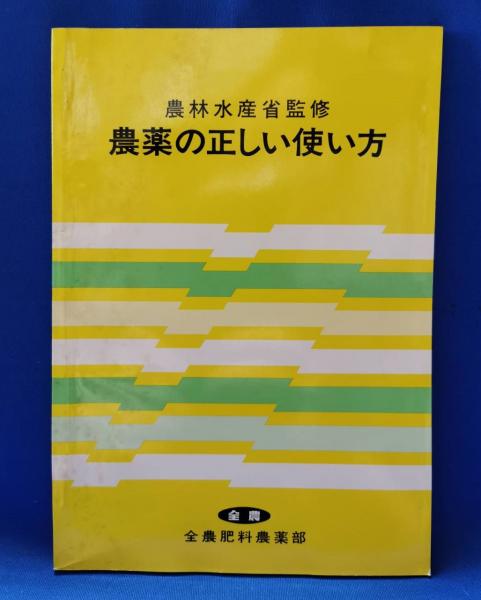 農林水産省監修
農薬の正しい使い方
全農
全農肥料農薬部